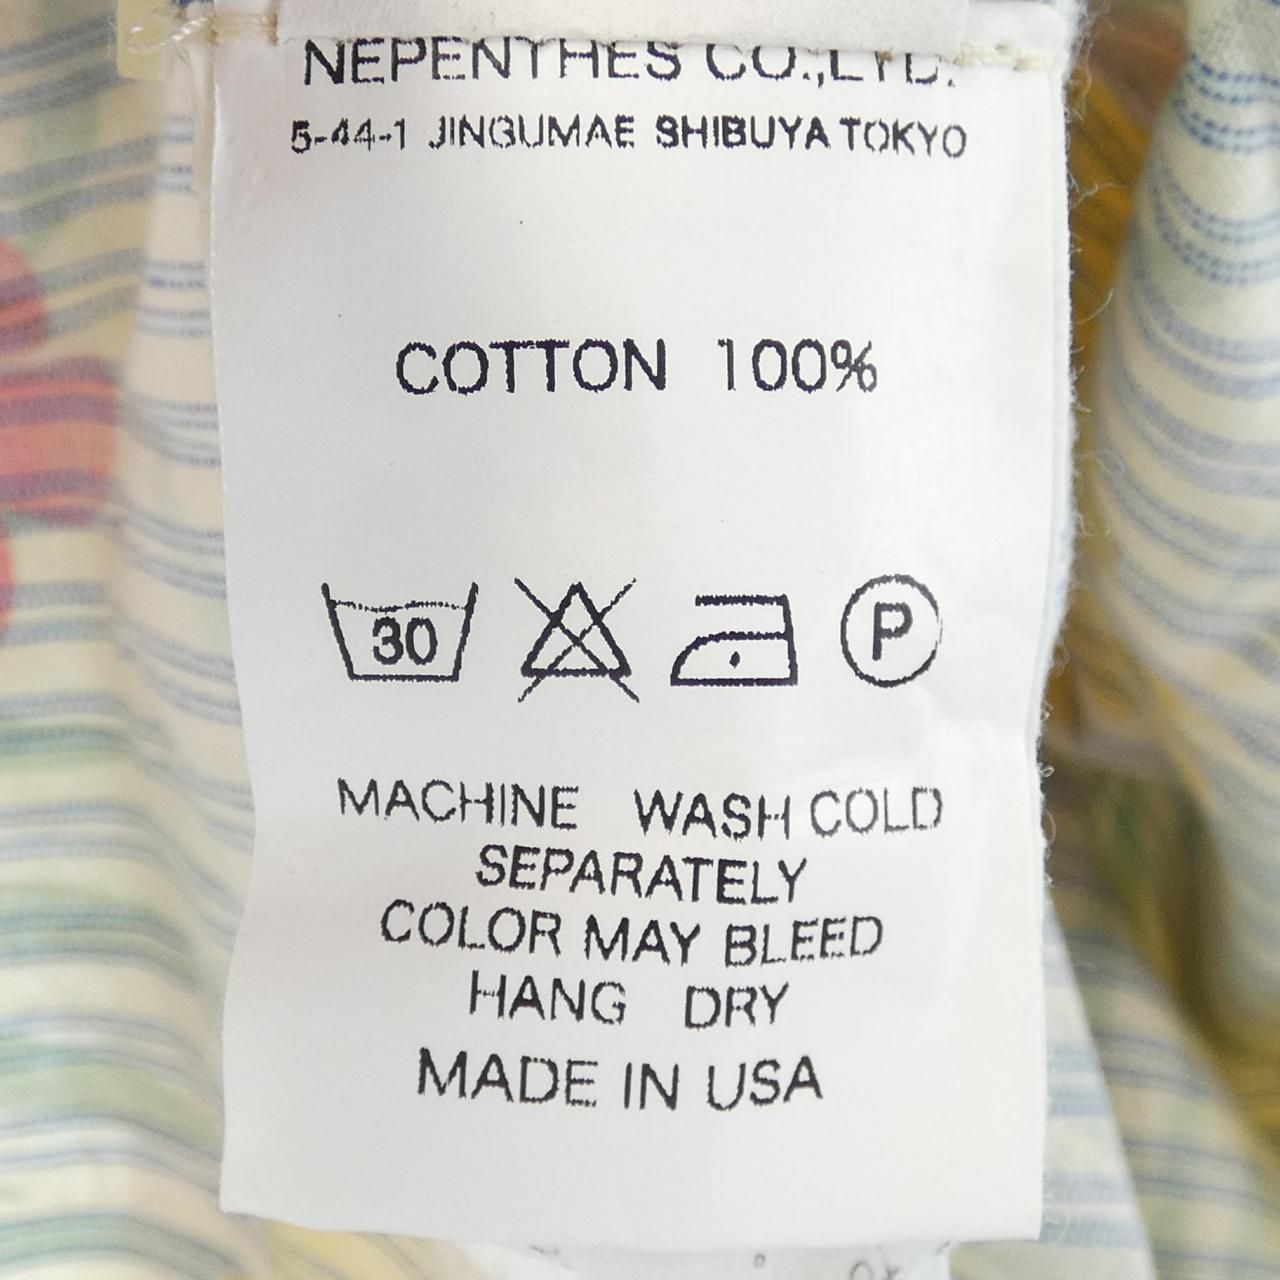 NEPENTHES CO.,LTD.
5-44-1 JINGUMAE SHIBUYA TOKYO
COTTON 100%
30 P
MACHINE WASH COLD
SEPARATELY
COLOR MAY BLEED
HANG DRY
MADE IN USA